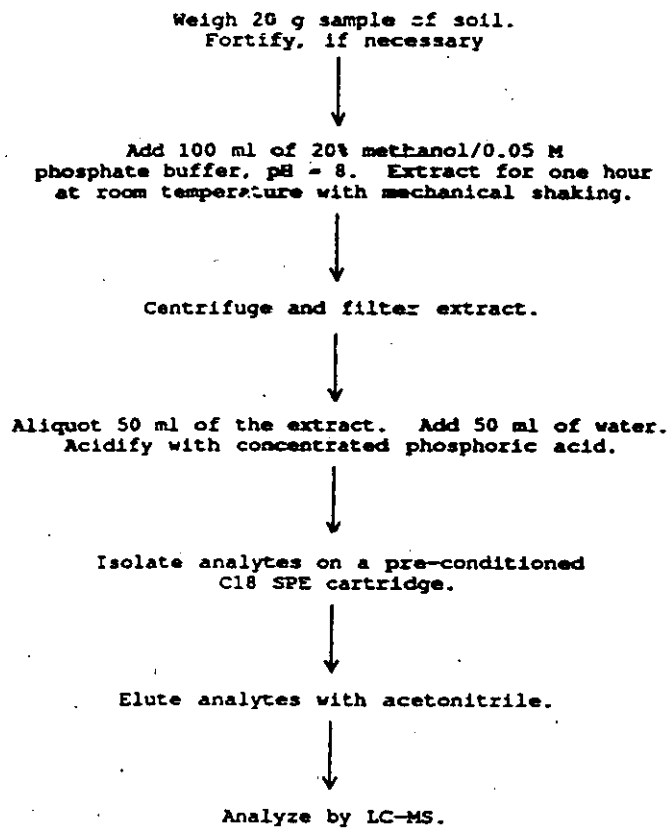 Weigh 20 g sample of soil.
Fortify, if necessary
Add 100 ml of 20% methanol/0.05 M
phosphate buffer, pH = 8. Extract for one hour
at room temperature with mechanical shaking.
Centrifuge and filter extract.
Aliquot 50 ml of the extract. Add 50 ml of water.
Acidify with concentrated phosphoric acid.
Isolate analytes on a pre-conditioned
C18 SPE cartridge.
Elute analytes with acetonitrile.
Analyze by LC-MS.